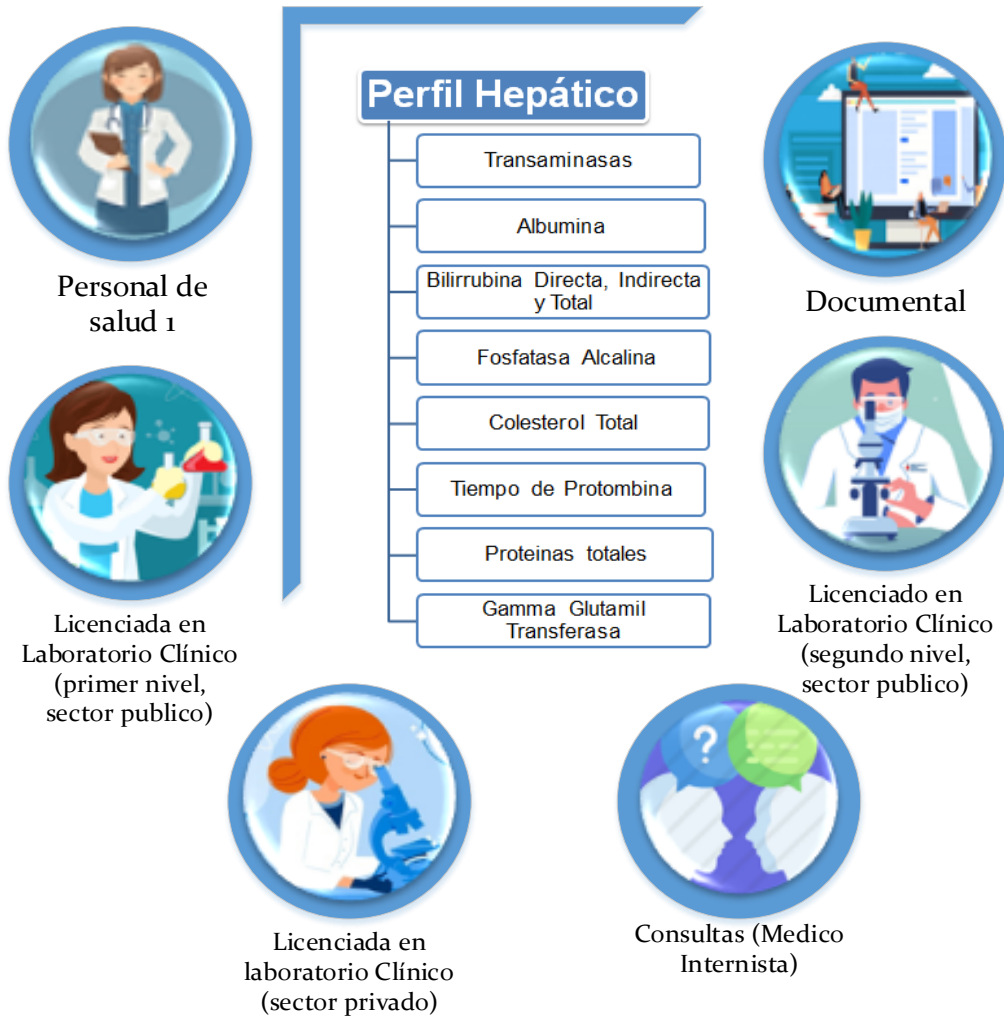 Perfil Hepático
Transaminasas
Albumina
Bilirrubina Directa, Indirecta
y Total
Fosfatasa Alcalina
Colesterol Total
Tiempo de Protombina
Proteinas totales
Gamma Glutamil
Transferasa
Personal de
salud 1
Documental
Licenciada en
Laboratorio Clínico
(primer nivel,
sector publico)
Licenciado en
Laboratorio Clínico
(segundo nivel,
sector publico)
Licenciada en
laboratorio Clínico
(sector privado)
?
Consultas (Medico
Internista)